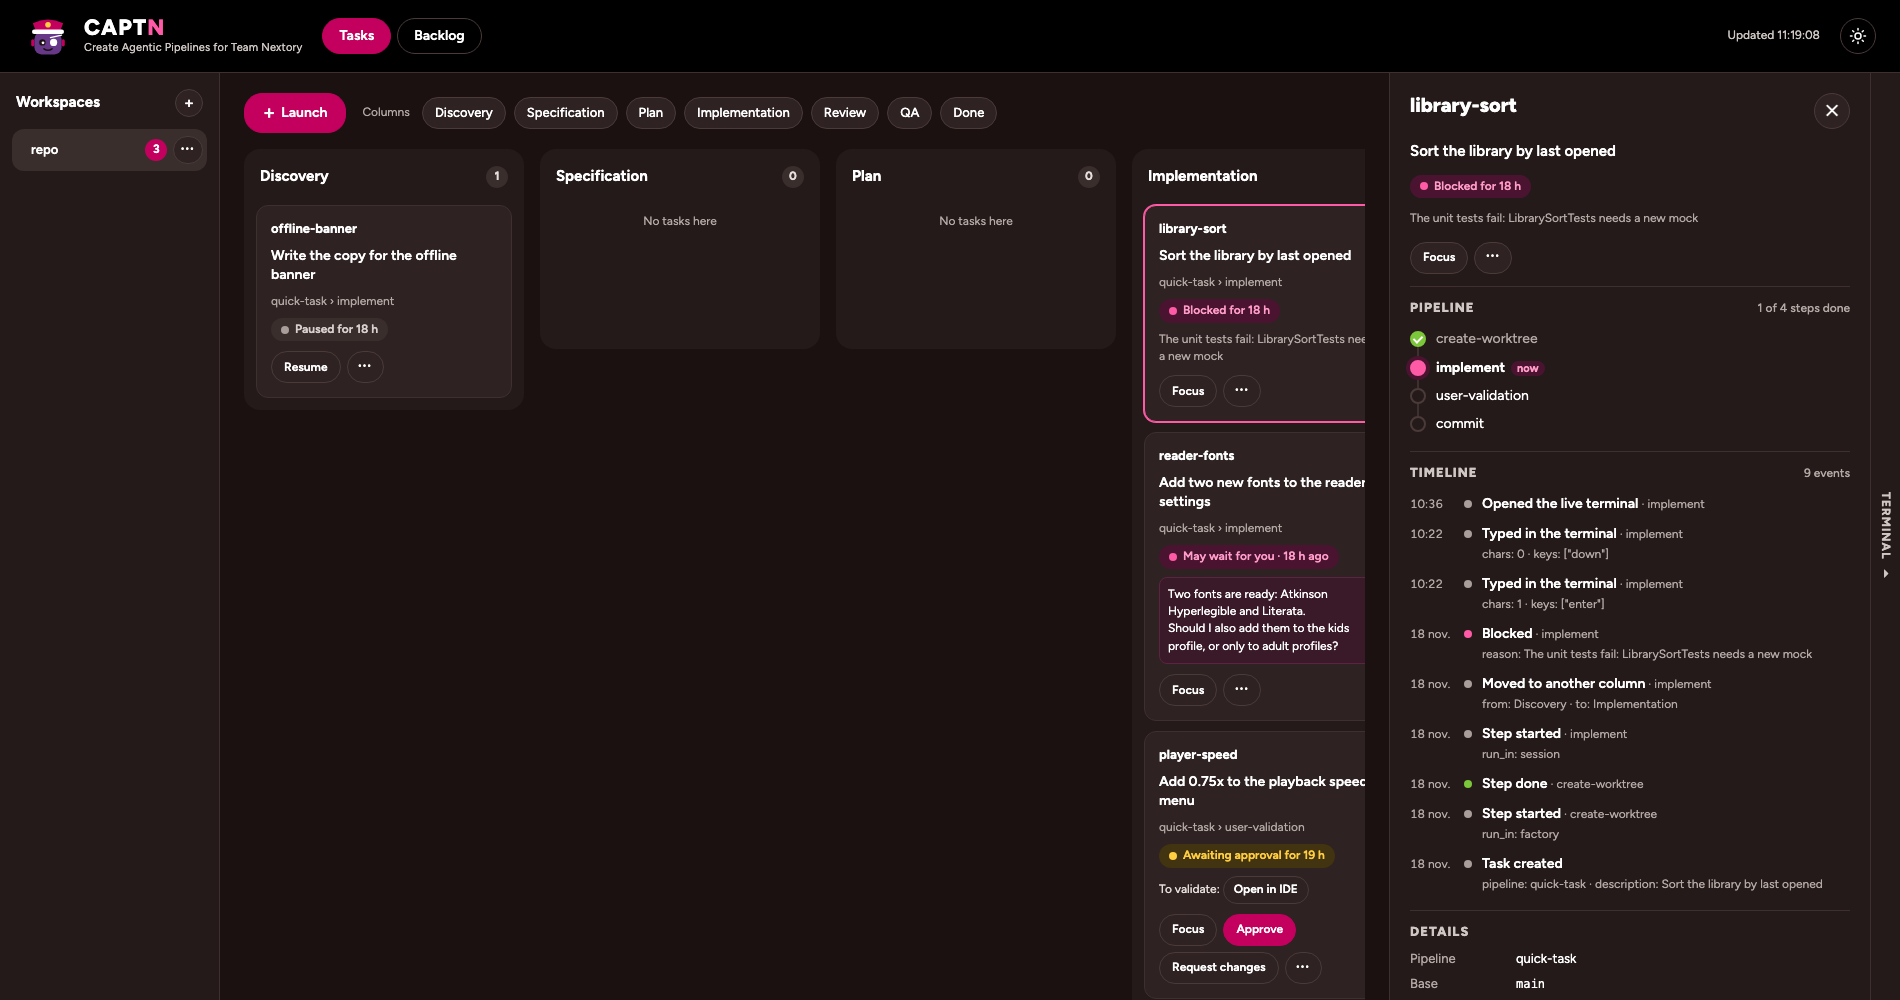 CAPTN
Create Agentic Pipelines for Team Nextory
Tasks
Backlog
Updated 11:19:08
Workspaces
+
repo
3
+ Launch
Columns
Discovery
Specification
Plan
Implementation
Review
QA
Done
Discovery
1
offline-banner
Write the copy for the offline
banner
quick-task › implement
Paused for 18 h
Resume
Specification
0
No tasks here
Plan
0
No tasks here
Implementation
library-sort
Sort the library by last opened
quick-task › implement
Blocked for 18 h
The unit tests fail: LibrarySortTests nee
a new mock
Focus
reader-fonts
Add two new fonts to the reader
settings
quick-task › implement
May wait for you · 18 h ago
Two fonts are ready: Atkinson
Hyperlegible and Literata.
Should I also add them to the kids
profile, or only to adult profiles?
Focus
player-speed
Add 0.75x to the playback speed
menu
quick-task › user-validation
Awaiting approval for 19 h
To validate: Open in IDE
Focus
Approve
Request changes
library-sort
Sort the library by last opened
Blocked for 18 h
The unit tests fail: LibrarySortTests needs a new mock
Focus
PIPELINE
1 of 4 steps done
create-worktree
implement now
user-validation
commit
TIMELINE
9 events
10:36 Opened the live terminal · implement
10:22 Typed in the terminal · implement
chars: 0 · keys: ["down"]
10:22 Typed in the terminal · implement
chars: 1 · keys: ["enter"]
18 nov. Blocked · implement
reason: The unit tests fail: LibrarySortTests needs a new mock
18 nov. Moved to another column · implement
from: Discovery · to: Implementation
18 nov. Step started · implement
run_in: session
18 nov. Step done · create-worktree
18 nov. Step started · create-worktree
run_in: factory
18 nov. Task created
pipeline: quick-task · description: Sort the library by last opened
DETAILS
Pipeline quick-task
Base main
TERMINAL